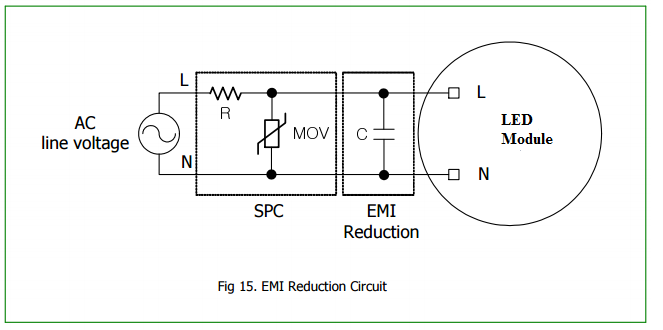 L
R
AC
line voltage
MOV
C
L
LED
Module
N
N
SPC
EMI
Reduction
Fig 15. EMI Reduction Circuit